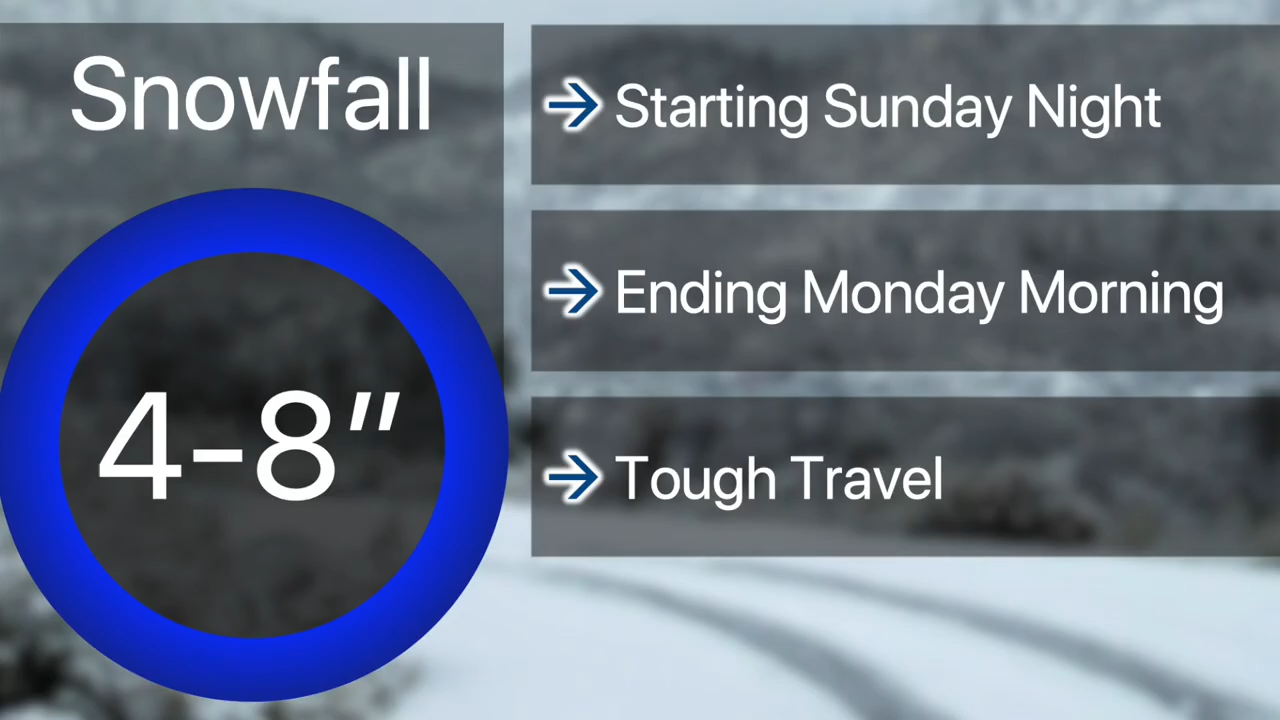 Snowfall
4-8"
Starting Sunday Night
Ending Monday Morning
Tough Travel